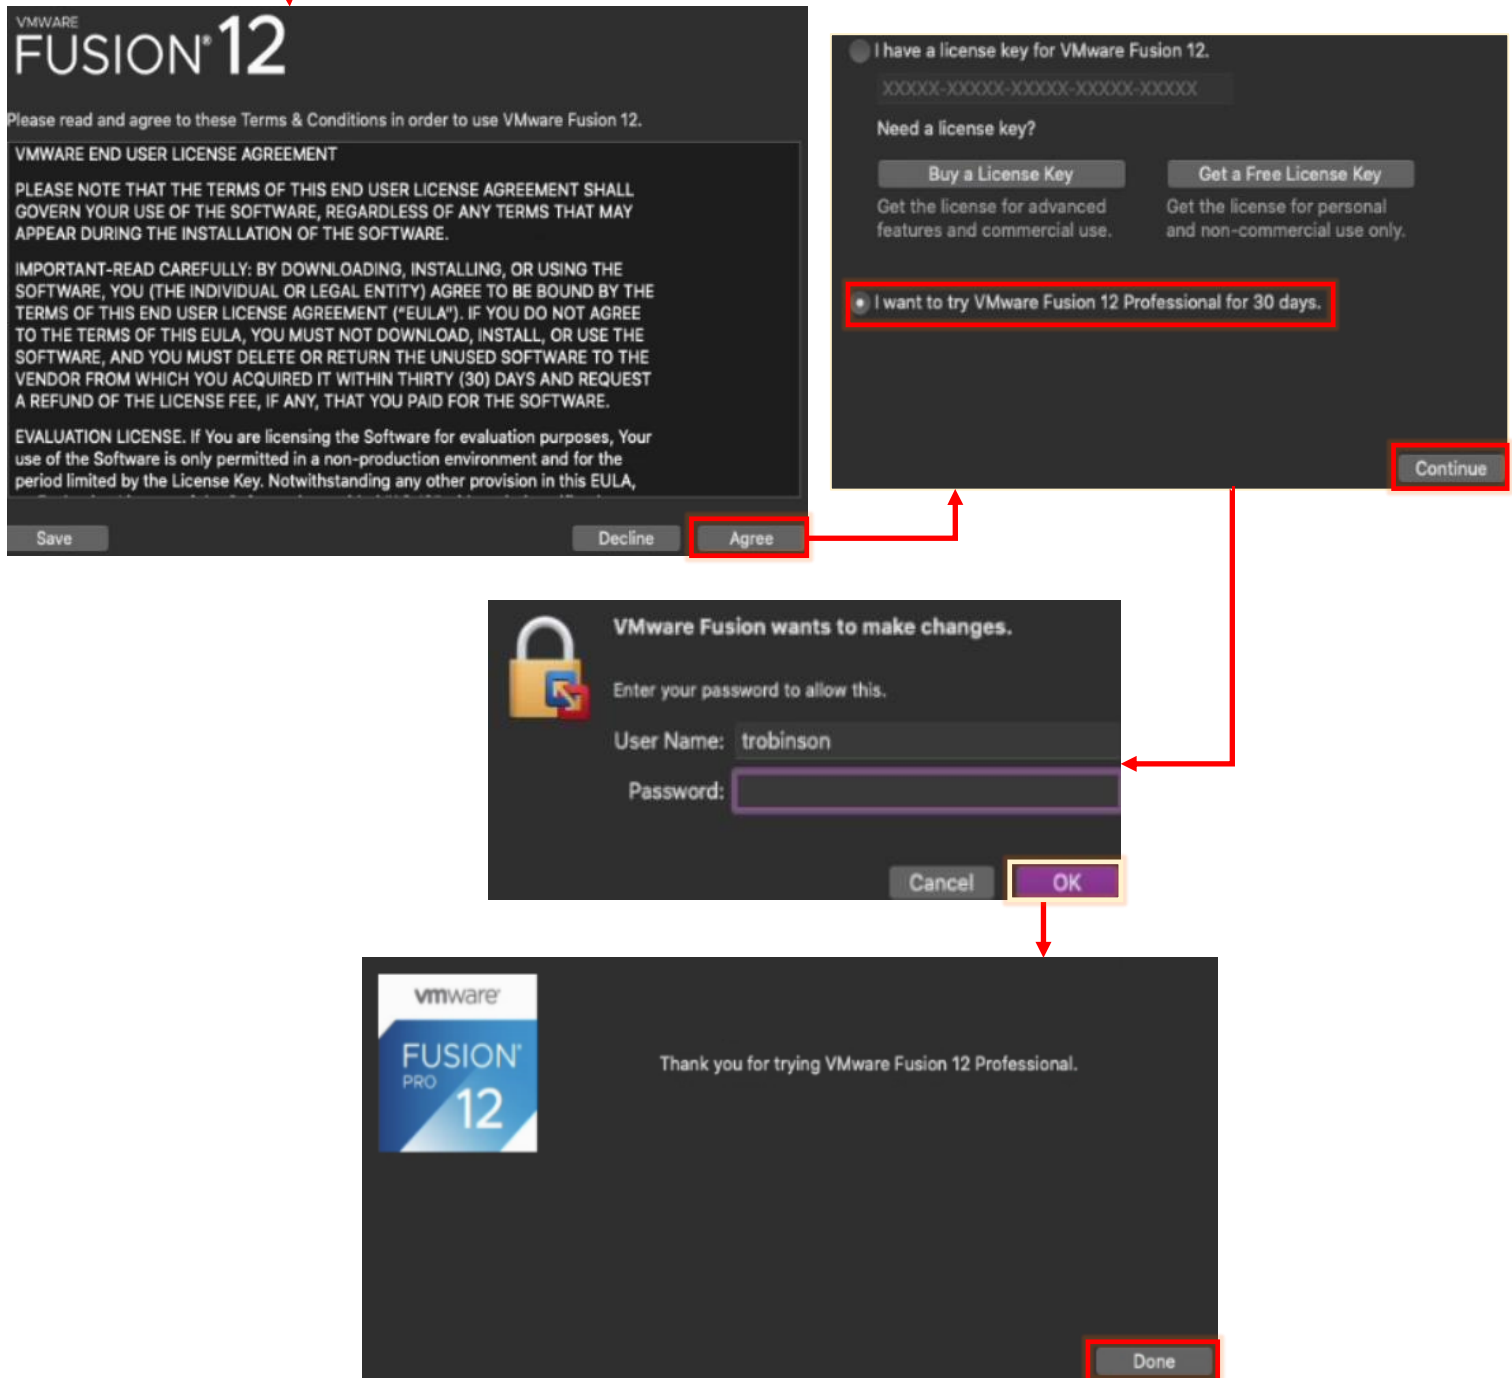 VMWARE
FUSION® 12
Please read and agree to these Terms & Conditions in order to use VMware Fusion 12.
VMWARE END USER LICENSE AGREEMENT
PLEASE NOTE THAT THE TERMS OF THIS END USER LICENSE AGREEMENT SHALL
GOVERN YOUR USE OF THE SOFTWARE, REGARDLESS OF ANY TERMS THAT MAY
APPEAR DURING THE INSTALLATION OF THE SOFTWARE.
IMPORTANT-READ CAREFULLY: BY DOWNLOADING, INSTALLING, OR USING THE
SOFTWARE, YOU (THE INDIVIDUAL OR LEGAL ENTITY) AGREE TO BE BOUND BY THE
TERMS OF THIS END USER LICENSE AGREEMENT (“EULA”). IF YOU DO NOT AGREE
TO THE TERMS OF THIS EULA, YOU MUST NOT DOWNLOAD, INSTALL, OR USE THE
SOFTWARE, AND YOU MUST DELETE OR RETURN THE UNUSED SOFTWARE TO THE
VENDOR FROM WHICH YOU ACQUIRED IT WITHIN THIRTY (30) DAYS AND REQUEST
A REFUND OF THE LICENSE FEE, IF ANY, THAT YOU PAID FOR THE SOFTWARE.
EVALUATION LICENSE. If You are licensing the Software for evaluation purposes, Your
use of the Software is only permitted in a non-production environment and for the
period limited by the License Key. Notwithstanding any other provision in this EULA,
Save
Decline
Agree
I have a license key for VMware Fusion 12.
XXXXX-XXXXX-XXXXX-XXXXX-XXXXX
Need a license key?
Buy a License Key
Get the license for advanced
features and commercial use.
Get a Free License Key
Get the license for personal
and non-commercial use only.
I want to try VMware Fusion 12 Professional for 30 days.
Continue
VMware Fusion wants to make changes.
Enter your password to allow this.
User Name: trobinson
Password:
Cancel
OK
vmware
FUSION®
PRO
12
Thank you for trying VMware Fusion 12 Professional.
Done